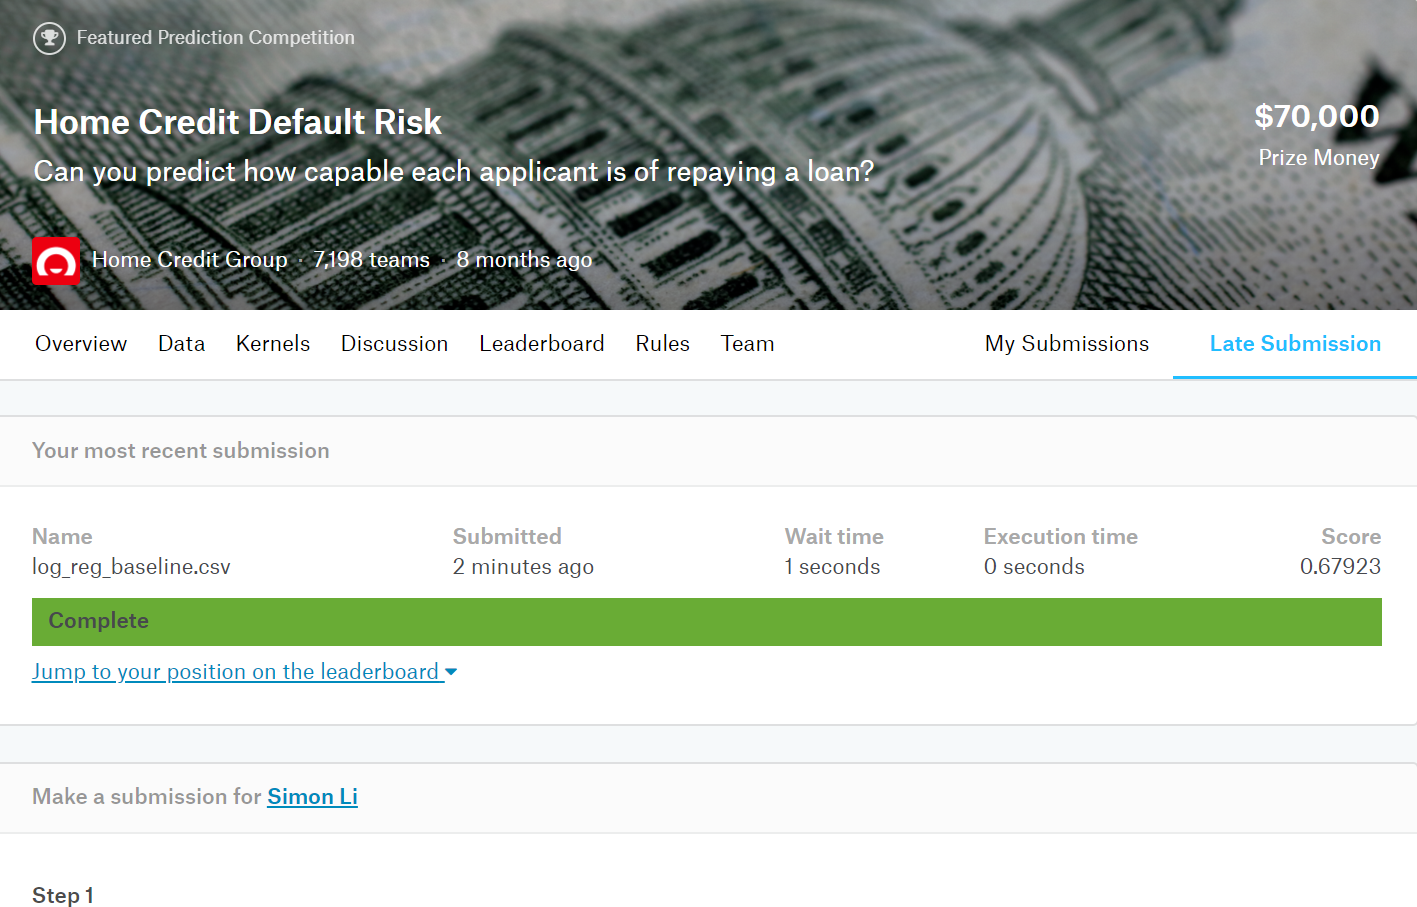 Featured Prediction Competition
Home Credit Default Risk
$70,000
Can you predict how capable each applicant is of repaying a loan?
Prize Money
Home Credit Group · 7,198 teams · 8 months ago
Overview Data Kernels Discussion Leaderboard Rules Team My Submissions Late Submission
Your most recent submission
Name Submitted Wait time Execution time Score
log_reg_baseline.csv 2 minutes ago 1 seconds 0 seconds 0.67923
Complete
Jump to your position on the leaderboard
Make a submission for Simon Li
Step 1